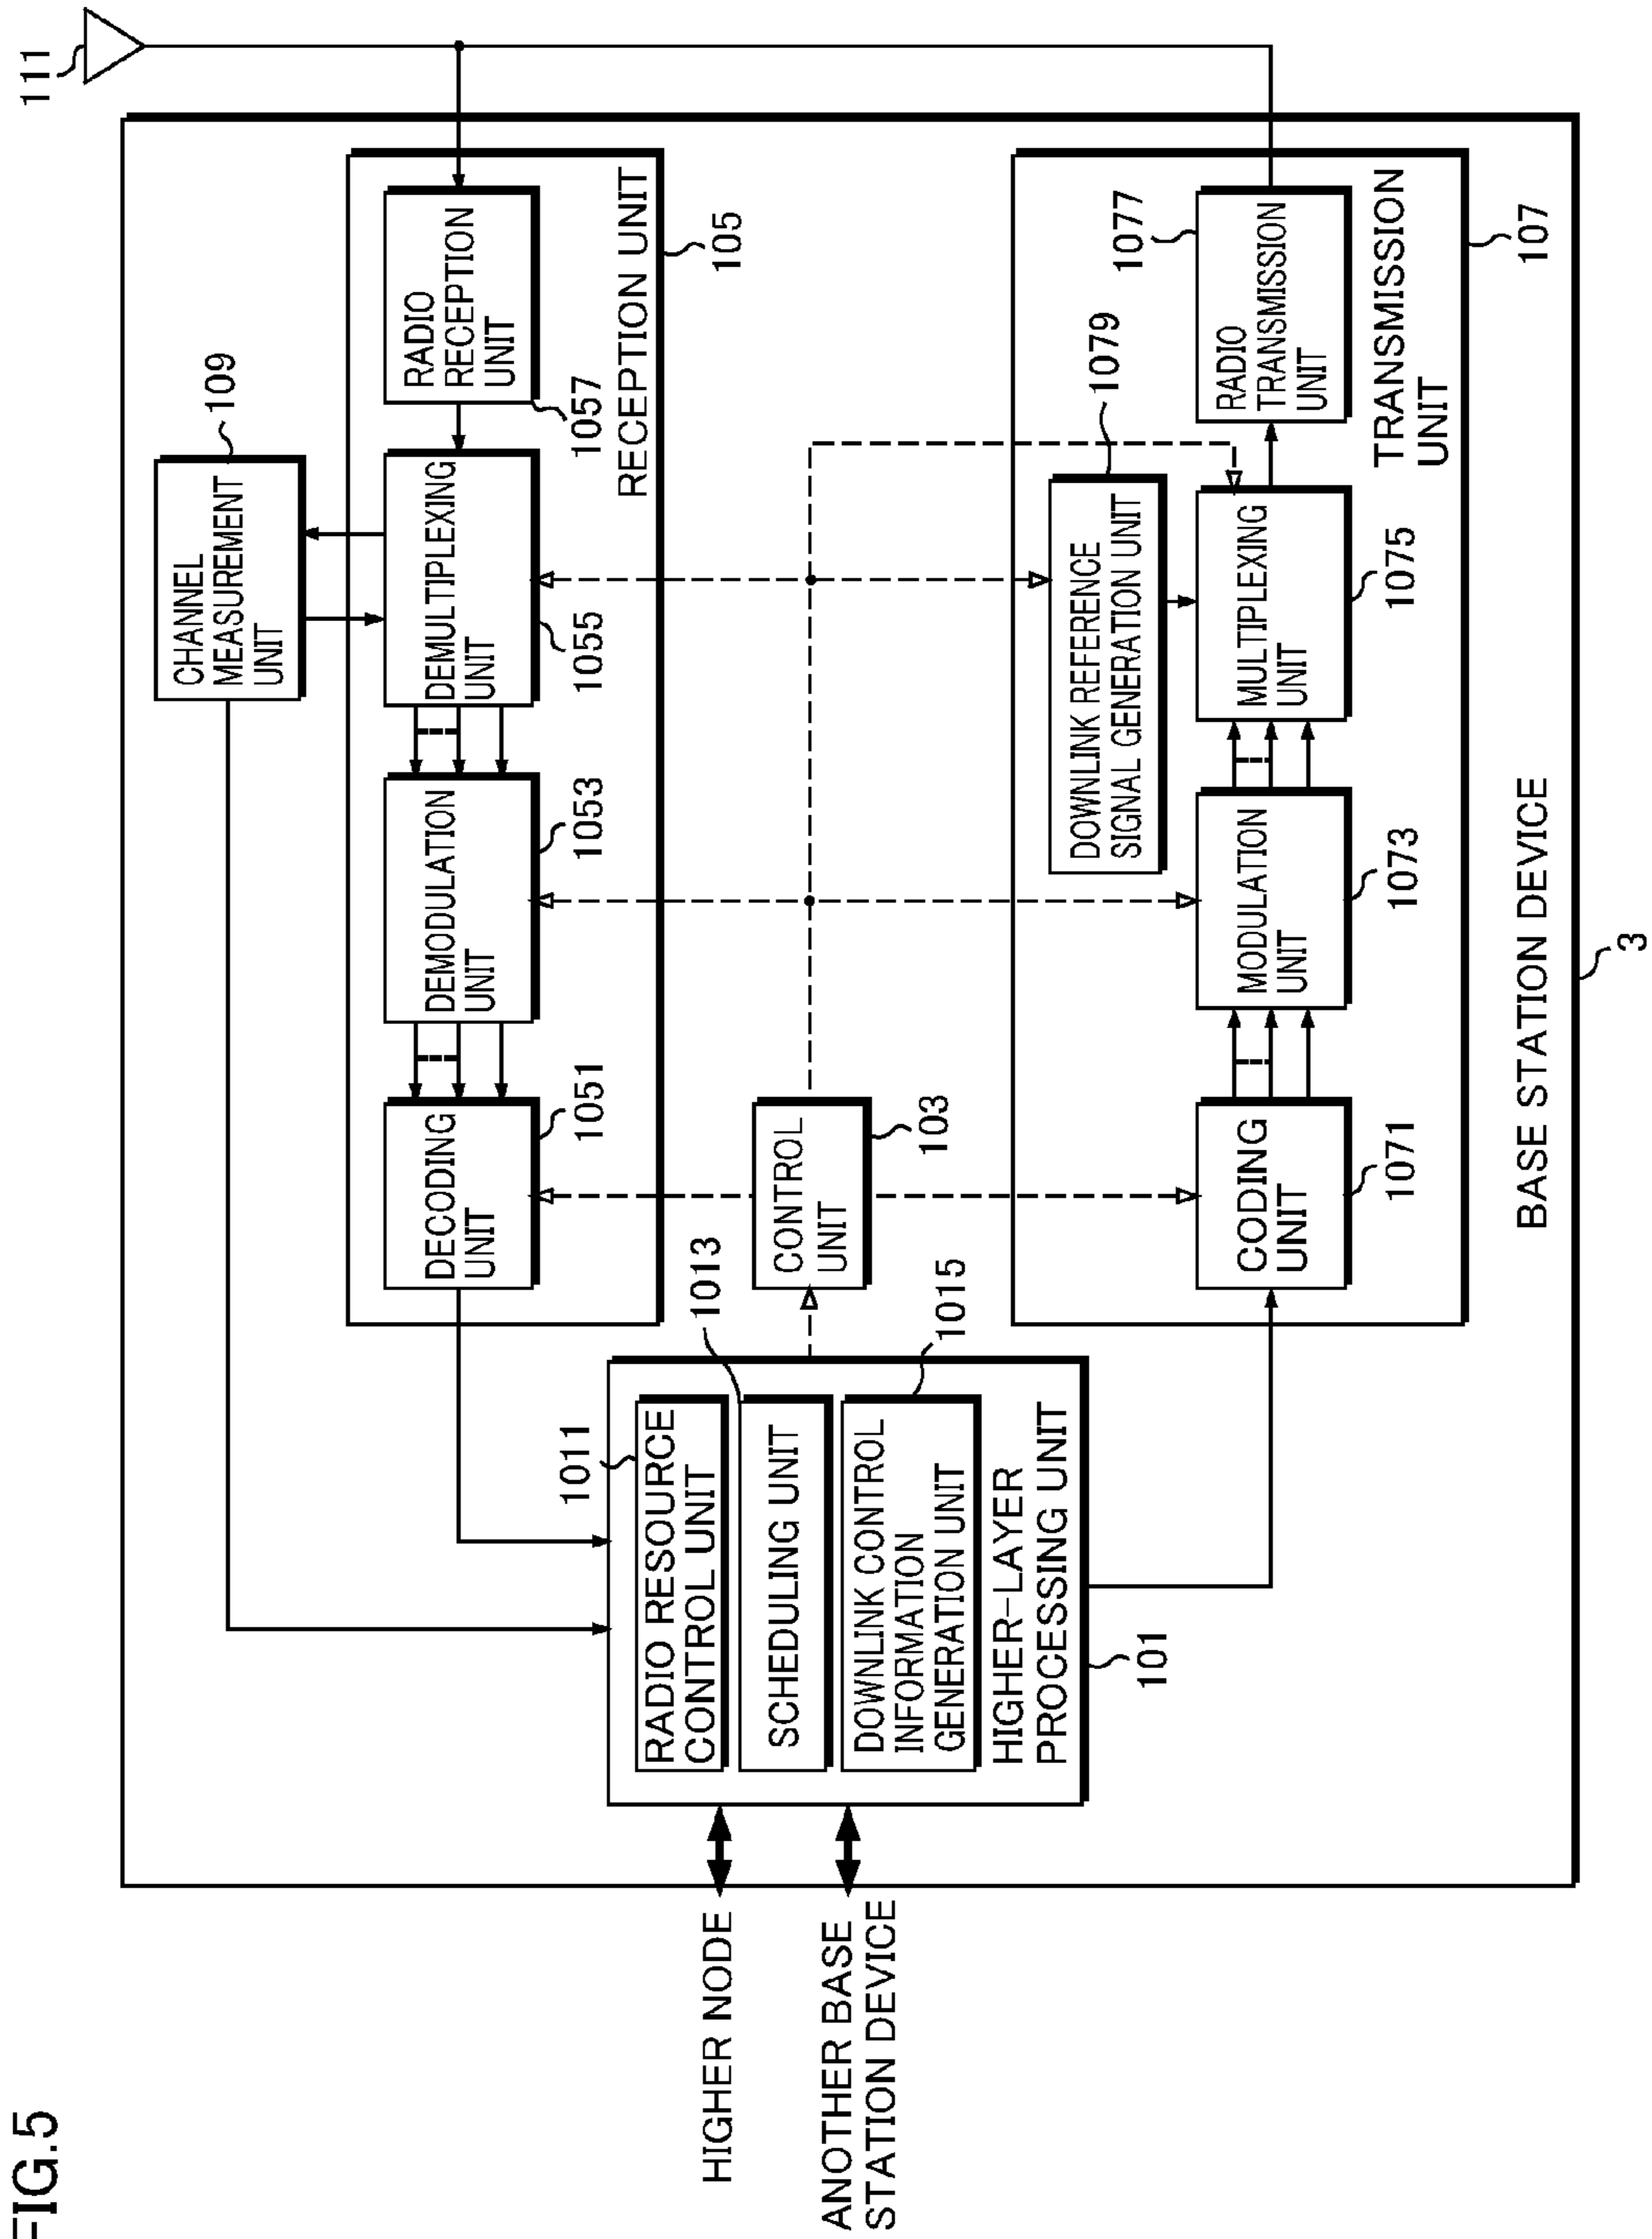 FIG.5
111
CHANNEL
MEASUREMENT
UNIT
109
DECODING
UNIT
1051
DEMODULATION
UNIT
1053
DEMULTIPLEXING
UNIT
1055
RADIO
RECEPTION
UNIT
1057
RECEPTION UNIT
105
HIGHER NODE
ANOTHER BASE
STATION DEVICE
1011
RADIO RESOURCE
CONTROL UNIT
1013
SCHEDULING UNIT
1015
DOWNLINK CONTROL
INFORMATION
GENERATION UNIT
HIGHER-LAYER
PROCESSING UNIT
101
CONTROL
UNIT
103
DOWNLINK REFERENCE
SIGNAL GENERATION UNIT
1079
CODING
UNIT
1071
MODULATION
UNIT
1073
MULTIPLEXING
UNIT
1075
RADIO
TRANSMISSION
UNIT
1077
TRANSMISSION
UNIT
107
BASE STATION DEVICE
3